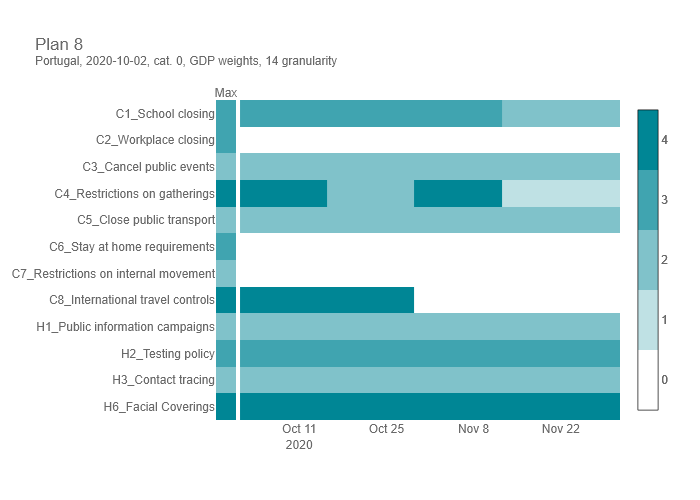 Plan 8
Portugal, 2020-10-02, cat. 0, GDP weights, 14 granularity
Max
C1_School closing
C2_Workplace closing
C3_Cancel public events
C4_Restrictions on gatherings
C5_Close public transport
C6_Stay at home requirements
C7_Restrictions on internal movement
C8_International travel controls
H1_Public information campaigns
H2_Testing policy
H3_Contact tracing
H6_Facial Coverings
Oct 11 Oct 25 Nov 8 Nov 22
2020
4
3
2
1
0